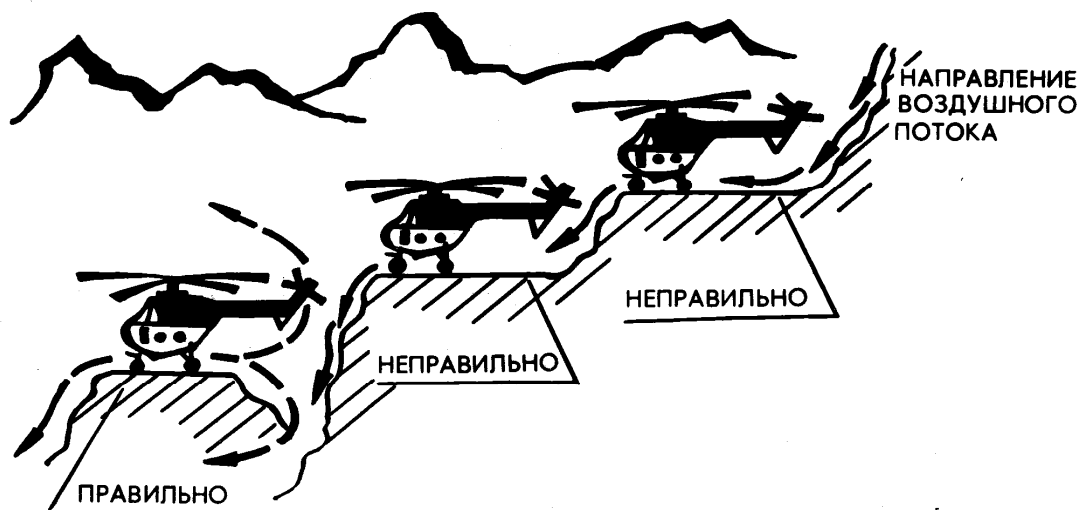 НАПРАВЛЕНИЕ
ВОЗДУШНОГО
ПОТОКА
НЕПРАВИЛЬНО
НЕПРАВИЛЬНО
ПРАВИЛЬНО